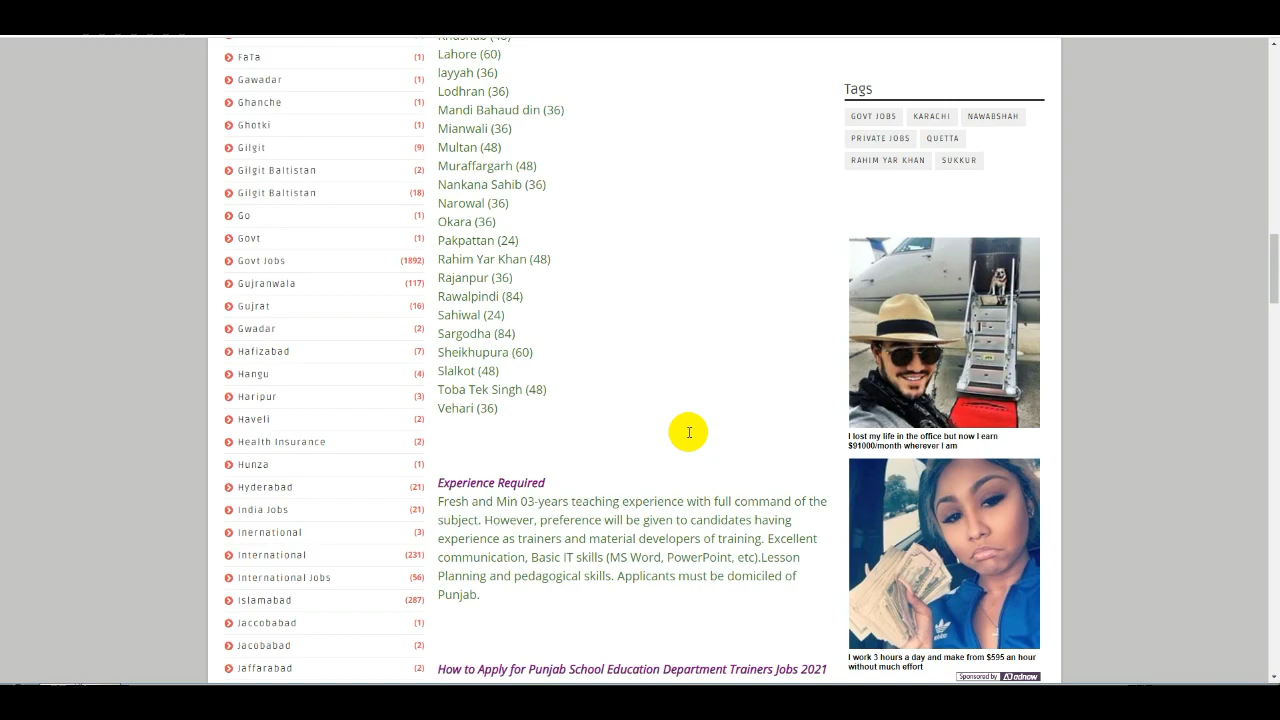 FaTa (1)
Gawadar (1)
Ghanche (1)
Ghotki (1)
Gilgit (9)
Gilgit Baltistan (2)
Gilgit Baltistan (18)
Go (1)
Govt (1)
Govt Jobs (1892)
Gujranwala (117)
Gujrat (16)
Gwadar (2)
Hafizabad (7)
Hangu (4)
Haripur (3)
Haveli (2)
Health Insurance (2)
Hunza (1)
Hyderabad (21)
India Jobs (21)
Inernational (3)
International (231)
International Jobs (56)
Islamabad (287)
Jaccobabad (1)
Jacobabad (2)
Jaffarabad (2)
Lahore (60)
layyah (36)
Lodhran (36)
Mandi Bahaud din (36)
Mianwali (36)
Multan (48)
Muraffargarh (48)
Nankana Sahib (36)
Narowal (36)
Okara (36)
Pakpattan (24)
Rahim Yar Khan (48)
Rajanpur (36)
Rawalpindi (84)
Sahiwal (24)
Sargodha (84)
Sheikhupura (60)
Slalkot (48)
Toba Tek Singh (48)
Vehari (36)
Experience Required
Fresh and Min 03-years teaching experience with full command of the
subject. However, preference will be given to candidates having
experience as trainers and material developers of training. Excellent
communication, Basic IT skills (MS Word, PowerPoint, etc).Lesson
Planning and pedagogical skills. Applicants must be domiciled of
Punjab.
How to Apply for Punjab School Education Department Trainers Jobs 2021
Tags
GOVT JOBS KARACHI NAWABSHAH
PRIVATE JOBS QUETTA
RAHIM YAR KHAN SUKKUR
I lost my life in the office but now I earn
$91000/month wherever I am
I work 3 hours a day and make from $595 an hour
without much effort
Sponsored by adnow